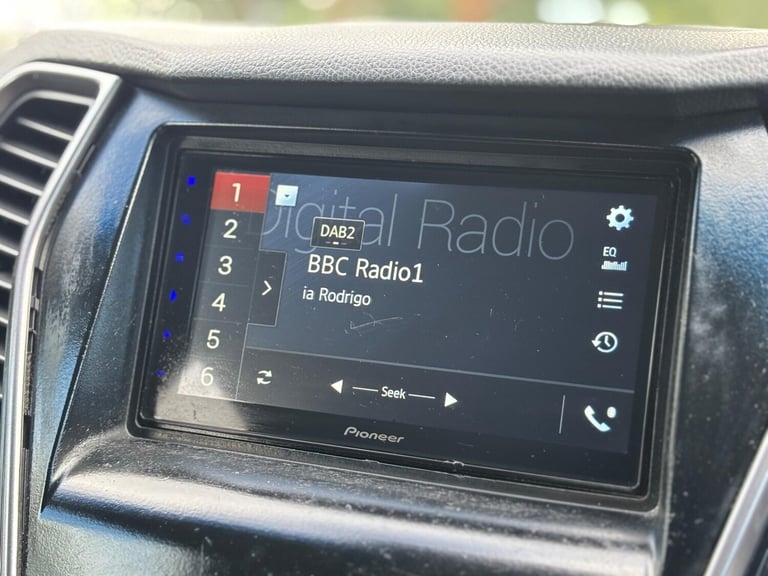 1
2
3
4
5
6
Digital Radio
DAB2
BBC Radio1
ia Rodrigo
EQ
Seek
Pioneer